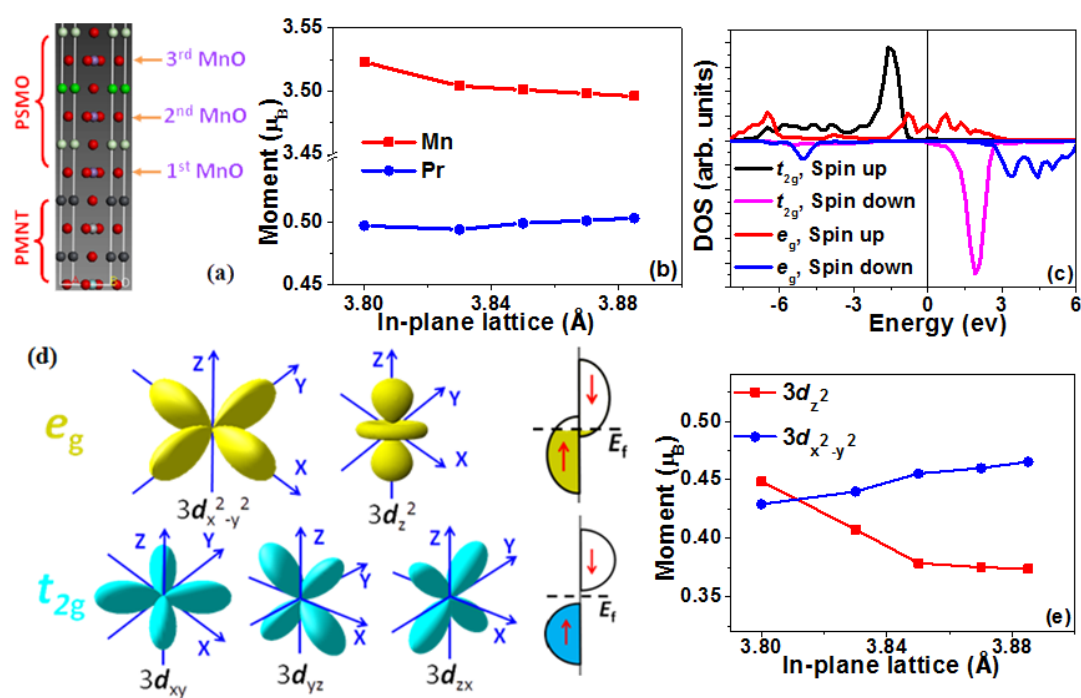 (a)
PSMO
PMNT
3rd MnO
2nd MnO
1st MnO
A
B
O
3.55
3.50
3.45
0.50
0.45
Moment (μB)
Mn
Pr
(b)
3.80 3.84 3.88
In-plane lattice (Å)
DOS (arb. units)
t2g, Spin up
t2g, Spin down
eg, Spin up
eg, Spin down
(c)
-6 -3 0 3 6
Energy (ev)
(d)
eg
Z
Y
X
3dx2-y2
Z
Y
X
3dz2
Ef
t2g
Z
Y
X
3dxy
Z
Y
X
3dyz
Z
Y
X
3dzx
Ef
3dz2
3dx2-y2
0.50
0.45
0.40
0.35
Moment (μB)
(e)
3.80 3.84 3.88
In-plane lattice (Å)